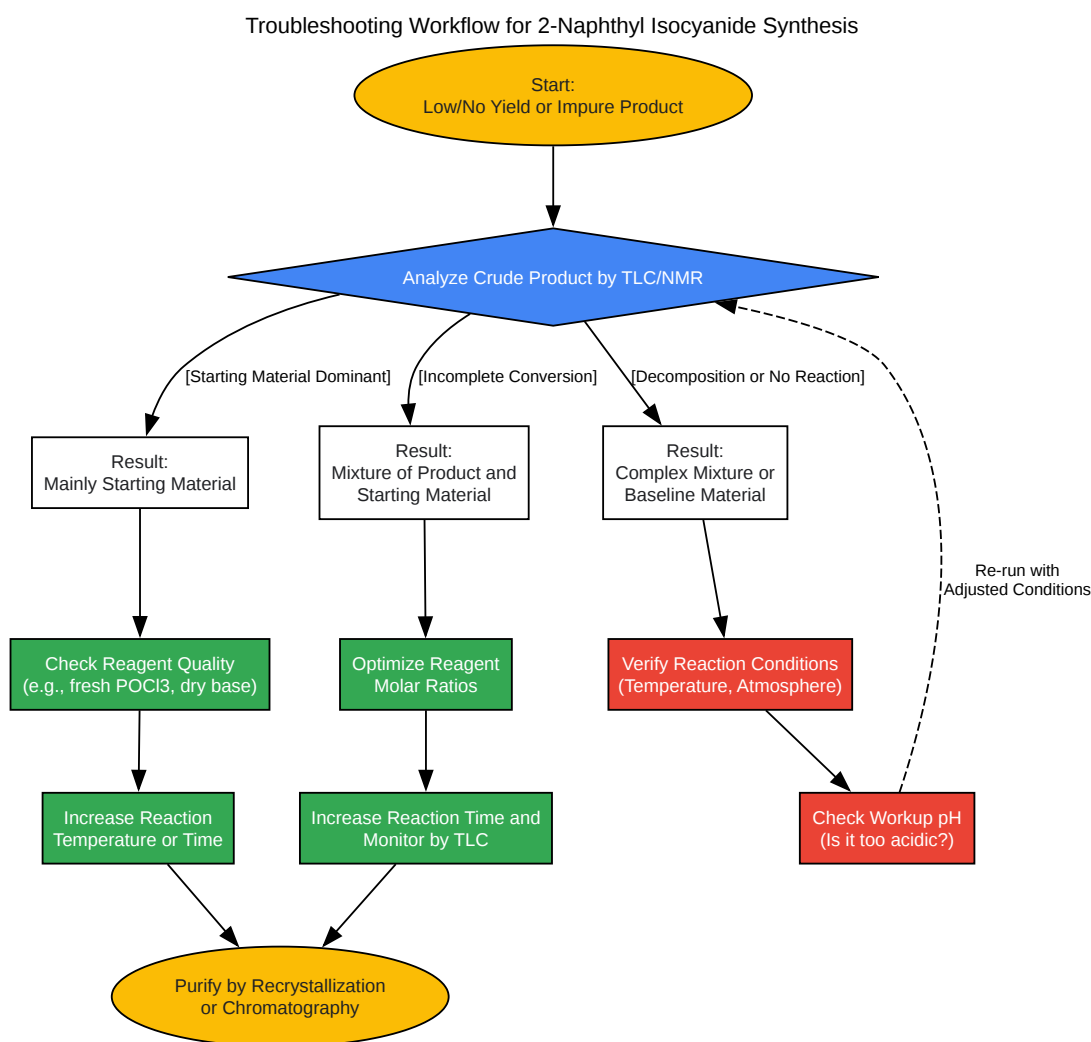 Troubleshooting Workflow for 2-Naphthyl Isocyanide Synthesis
Start:
Low/No Yield or Impure Product
Analyze Crude Product by TLC/NMR
[Starting Material Dominant]
[Incomplete Conversion]
[Decomposition or No Reaction]
Result:
Mainly Starting Material
Result:
Mixture of Product and
Starting Material
Result:
Complex Mixture or
Baseline Material
Re-run with
Adjusted Conditions
Check Reagent Quality
(e.g., fresh POCl3, dry base)
Optimize Reagent
Molar Ratios
Verify Reaction Conditions
(Temperature, Atmosphere)
Increase Reaction
Temperature or Time
Increase Reaction Time and
Monitor by TLC
Check Workup pH
(Is it too acidic?)
Purify by Recrystallization
or Chromatography